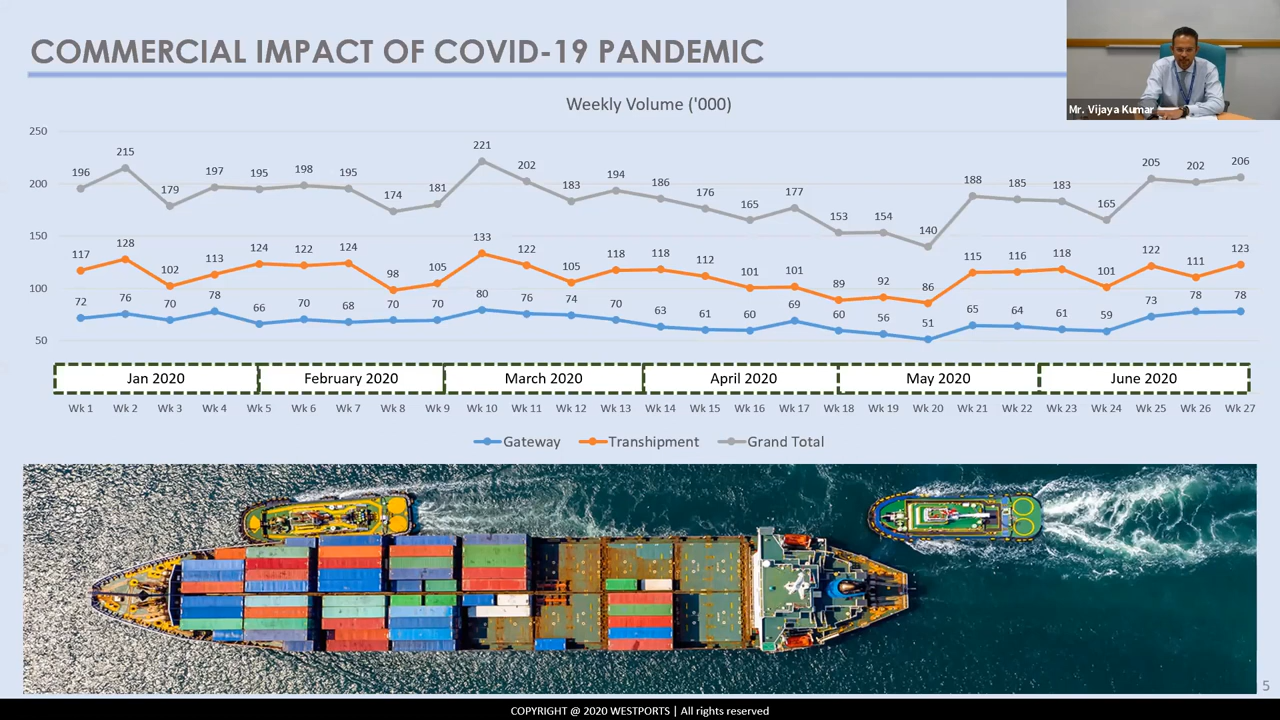 COMMERCIAL IMPACT OF COVID-19 PANDEMIC
Mr. Vijaya Kumar
Weekly Volume ('000)
250
200
150
100
50
196 215 179 197 195 198 195 174 181 221 202 183 194 186 176 165 177 153 154 140 188 185 183 165 205 202 206
117 128 102 113 124 122 124 98 105 133 122 105 118 118 112 101 101 89 92 86 115 116 118 101 122 111 123
72 76 70 78 66 70 68 70 70 80 76 74 70 63 61 60 69 60 56 51 65 64 61 59 73 78 78
Jan 2020 February 2020 March 2020 April 2020 May 2020 June 2020
Wk 1 Wk 2 Wk 3 Wk 4 Wk 5 Wk 6 Wk 7 Wk 8 Wk 9 Wk 10 Wk 11 Wk 12 Wk 13 Wk 14 Wk 15 Wk 16 Wk 17 Wk 18 Wk 19 Wk 20 Wk 21 Wk 22 Wk 23 Wk 24 Wk 25 Wk 26 Wk 27
Gateway Transhipment Grand Total
5
COPYRIGHT @ 2020 WESTPORTS | All rights reserved